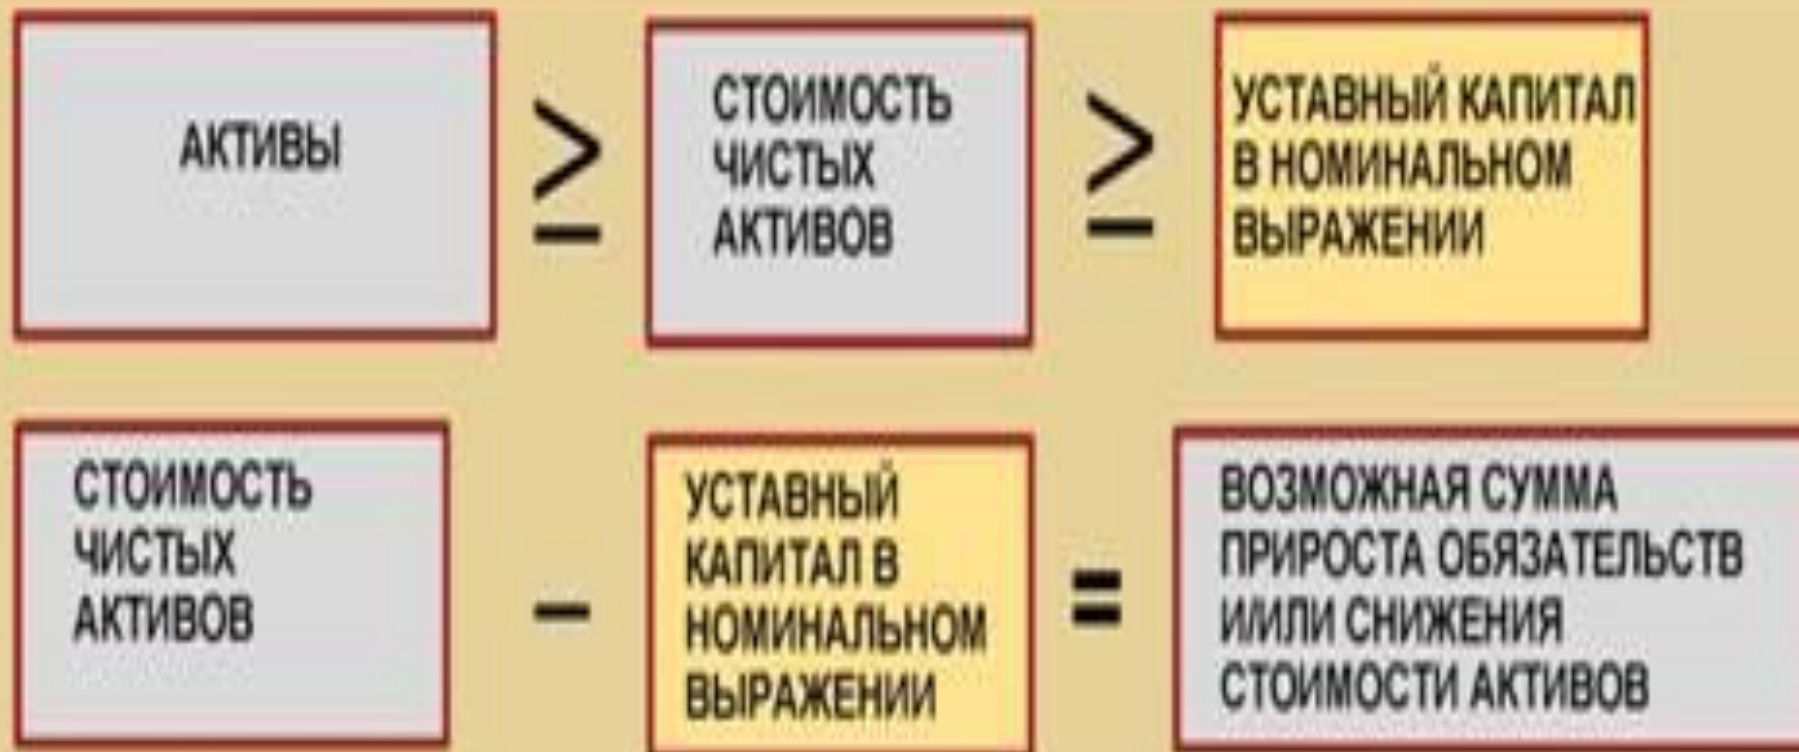 АКТИВЫ
≥
СТОИМОСТЬ
ЧИСТЫХ
АКТИВОВ
≥
УСТАВНЫЙ КАПИТАЛ
В НОМИНАЛЬНОМ
ВЫРАЖЕНИИ
СТОИМОСТЬ
ЧИСТЫХ
АКТИВОВ
–
УСТАВНЫЙ
КАПИТАЛ В
НОМИНАЛЬНОМ
ВЫРАЖЕНИИ
=
ВОЗМОЖНАЯ СУММА
ПРИРОСТА ОБЯЗАТЕЛЬСТВ
И/ИЛИ СНИЖЕНИЯ
СТОИМОСТИ АКТИВОВ